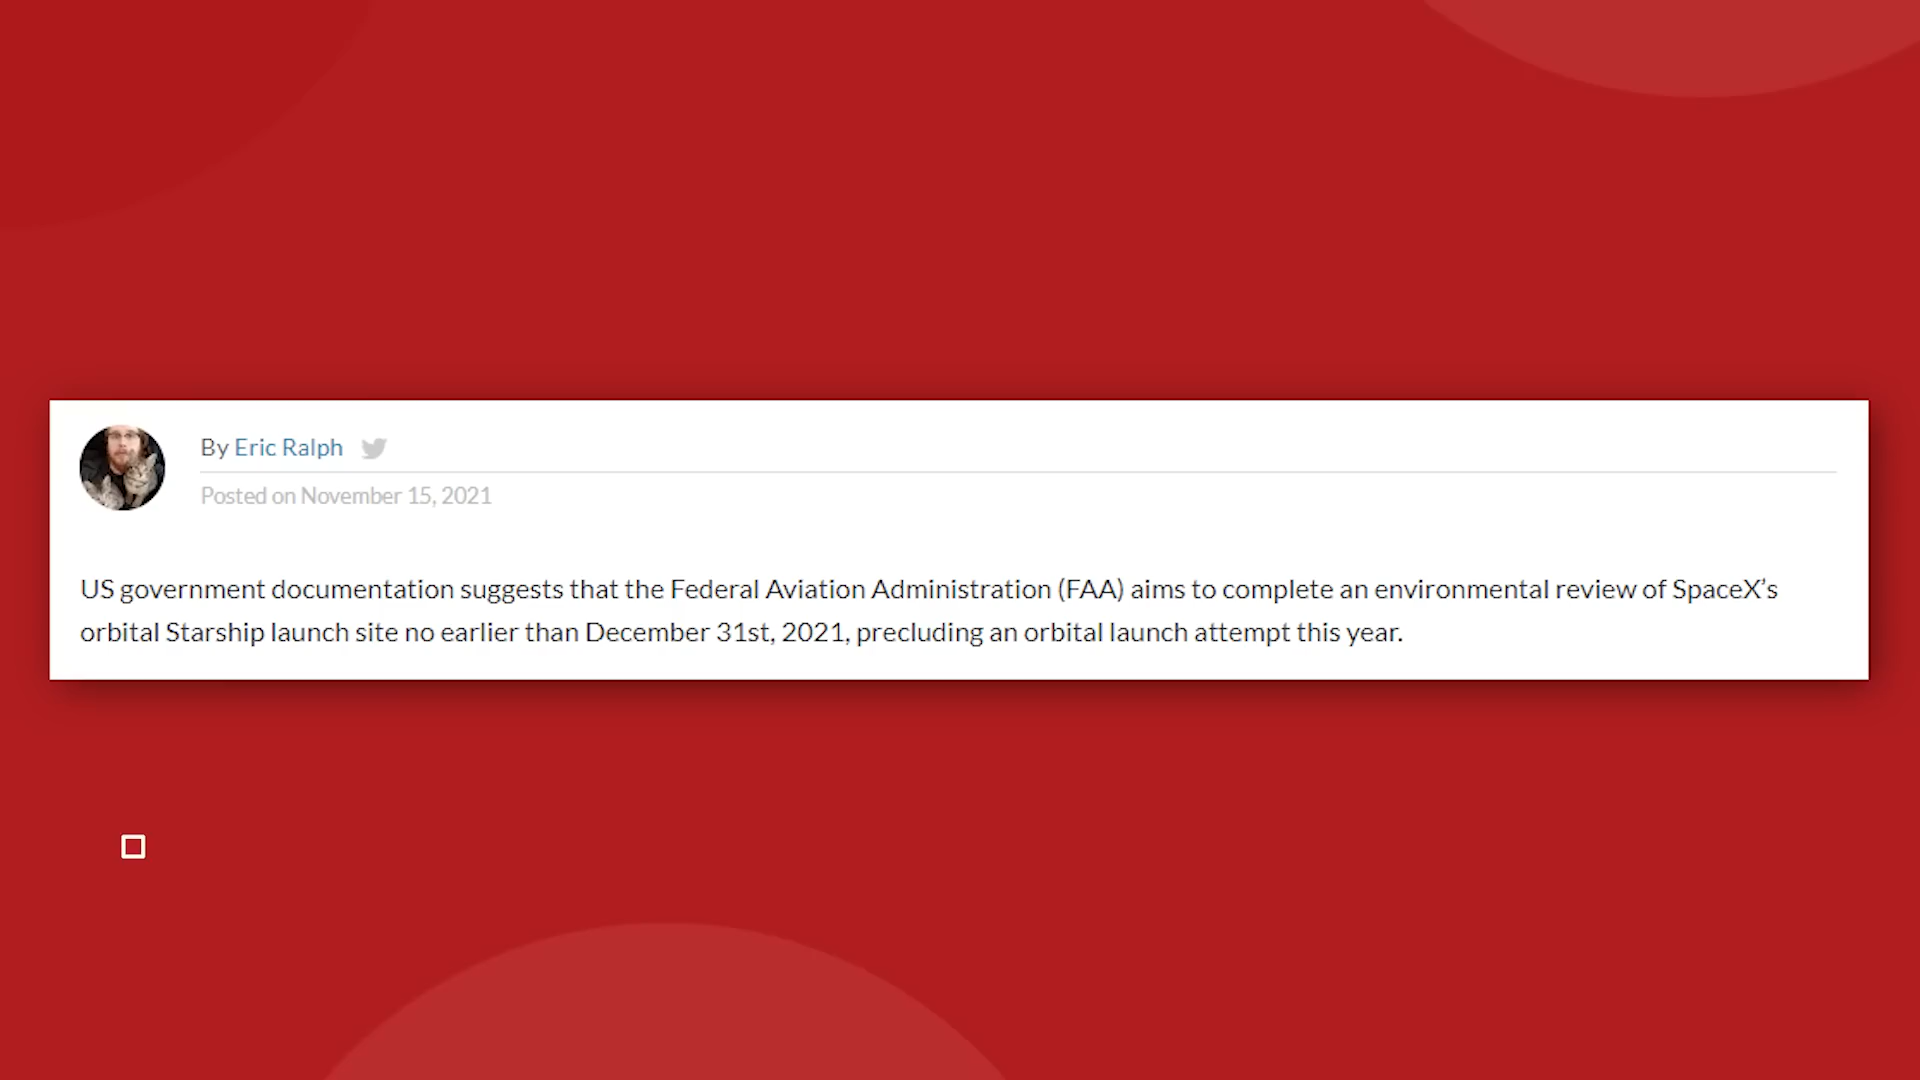 By Eric Ralph
Posted on November 15, 2021
US government documentation suggests that the Federal Aviation Administration (FAA) aims to complete an environmental review of SpaceX’s
orbital Starship launch site no earlier than December 31st, 2021, precluding an orbital launch attempt this year.